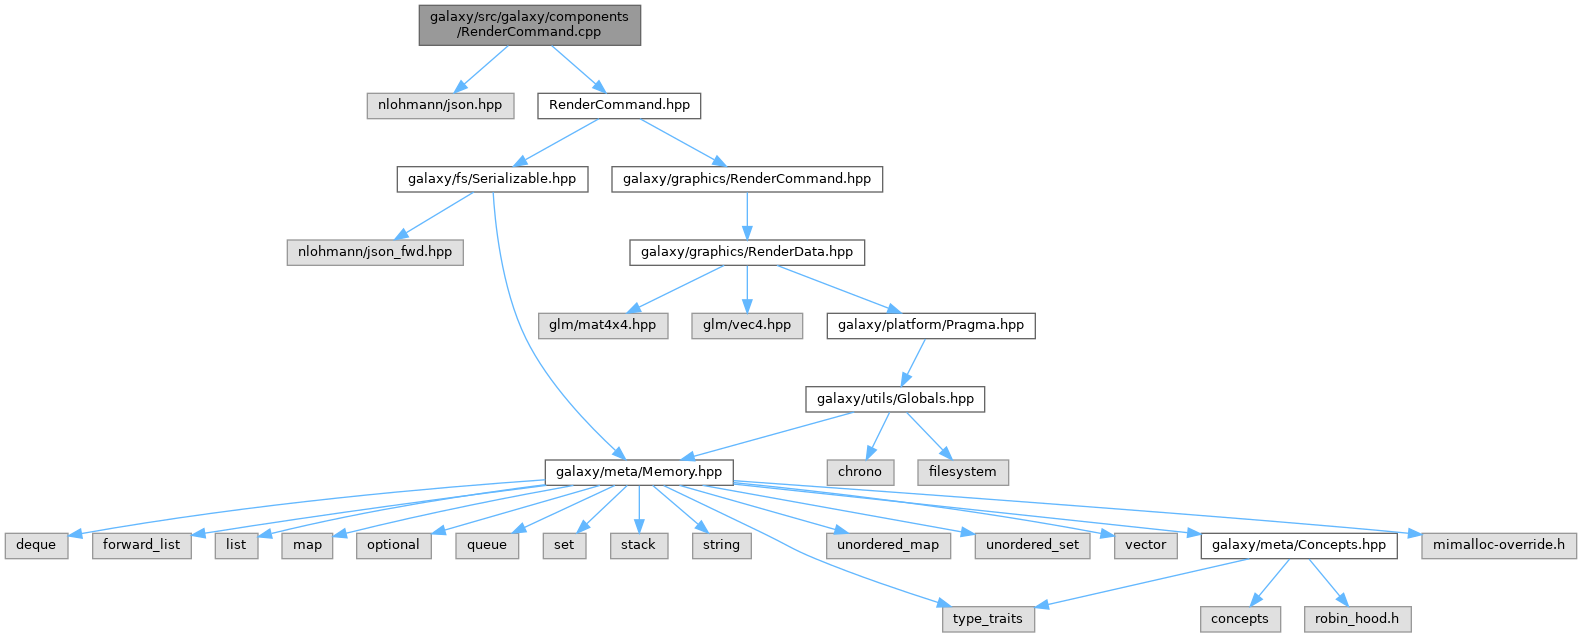 galaxy/src/galaxy/components
/RenderCommand.cpp
nlohmann/json.hpp
RenderCommand.hpp
galaxy/fs/Serializable.hpp
galaxy/graphics/RenderCommand.hpp
nlohmann/json_fwd.hpp
galaxy/graphics/RenderData.hpp
glm/mat4x4.hpp
glm/vec4.hpp
galaxy/platform/Pragma.hpp
galaxy/utils/Globals.hpp
galaxy/meta/Memory.hpp
chrono
filesystem
deque
forward_list
list
map
optional
queue
set
stack
string
unordered_map
unordered_set
vector
galaxy/meta/Concepts.hpp
mimalloc-override.h
type_traits
concepts
robin_hood.h